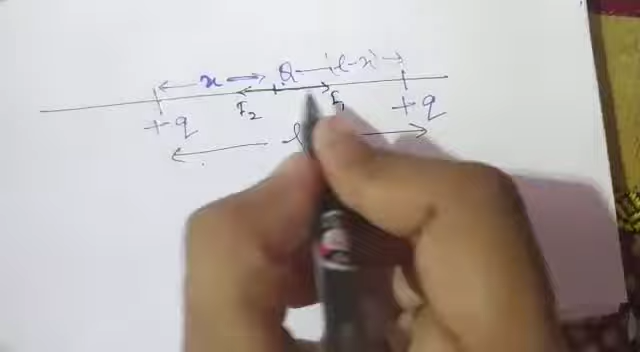 x Q (l-x)
F₂ F₁
+q +q
l